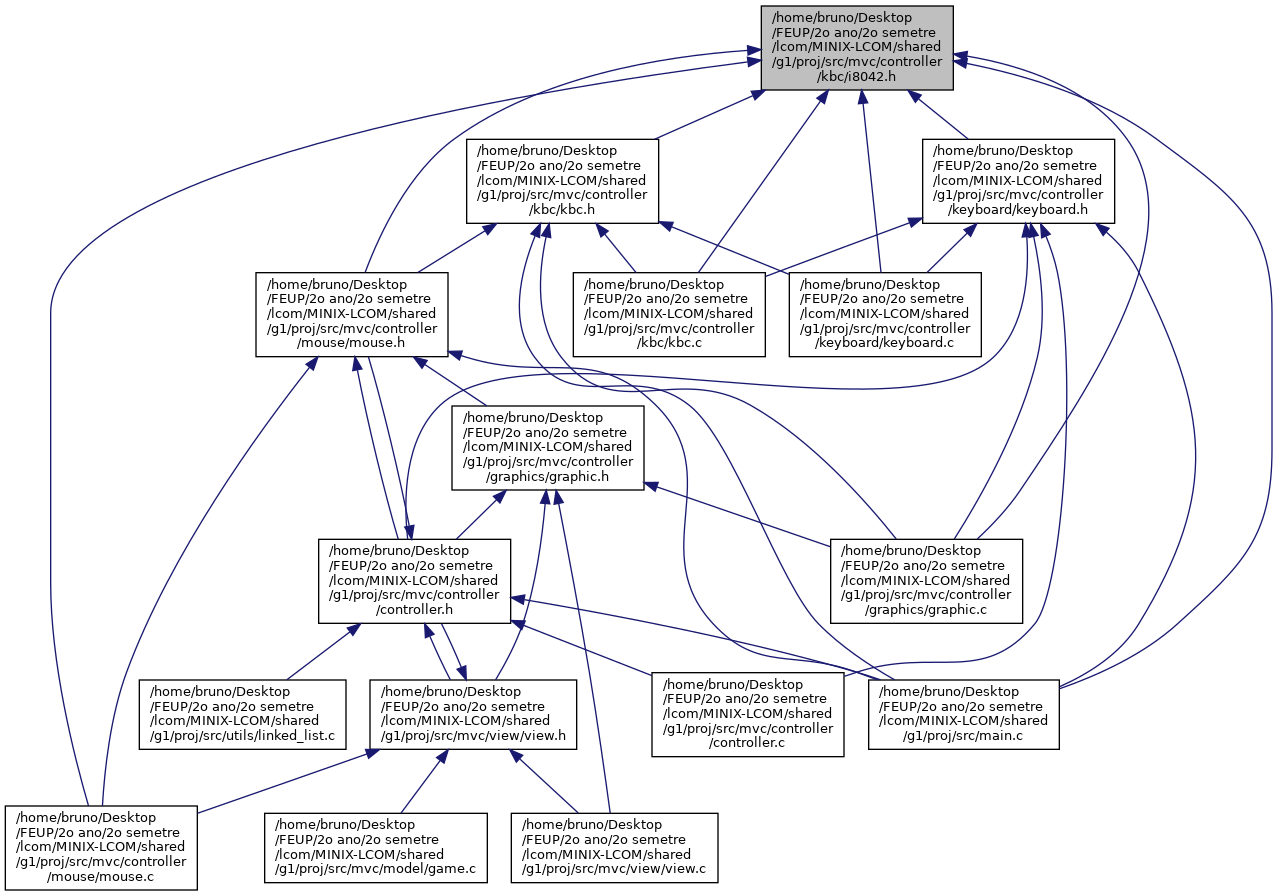 /home/bruno/Desktop
/FEUP/2o ano/2o semetre
/lcom/MINIX-LCOM/shared
/g1/proj/src/mvc/controller
/kbc/i8042.h
/home/bruno/Desktop
/FEUP/2o ano/2o semetre
/lcom/MINIX-LCOM/shared
/g1/proj/src/mvc/controller
/kbc/kbc.h
/home/bruno/Desktop
/FEUP/2o ano/2o semetre
/lcom/MINIX-LCOM/shared
/g1/proj/src/mvc/controller
/keyboard/keyboard.h
/home/bruno/Desktop
/FEUP/2o ano/2o semetre
/lcom/MINIX-LCOM/shared
/g1/proj/src/mvc/controller
/mouse/mouse.h
/home/bruno/Desktop
/FEUP/2o ano/2o semetre
/lcom/MINIX-LCOM/shared
/g1/proj/src/mvc/controller
/kbc/kbc.c
/home/bruno/Desktop
/FEUP/2o ano/2o semetre
/lcom/MINIX-LCOM/shared
/g1/proj/src/mvc/controller
/keyboard/keyboard.c
/home/bruno/Desktop
/FEUP/2o ano/2o semetre
/lcom/MINIX-LCOM/shared
/g1/proj/src/mvc/controller
/graphics/graphic.h
/home/bruno/Desktop
/FEUP/2o ano/2o semetre
/lcom/MINIX-LCOM/shared
/g1/proj/src/mvc/controller
/controller.h
/home/bruno/Desktop
/FEUP/2o ano/2o semetre
/lcom/MINIX-LCOM/shared
/g1/proj/src/mvc/controller
/graphics/graphic.c
/home/bruno/Desktop
/FEUP/2o ano/2o semetre
/lcom/MINIX-LCOM/shared
/g1/proj/src/utils/linked_list.c
/home/bruno/Desktop
/FEUP/2o ano/2o semetre
/lcom/MINIX-LCOM/shared
/g1/proj/src/mvc/view/view.h
/home/bruno/Desktop
/FEUP/2o ano/2o semetre
/lcom/MINIX-LCOM/shared
/g1/proj/src/mvc/controller
/controller.c
/home/bruno/Desktop
/FEUP/2o ano/2o semetre
/lcom/MINIX-LCOM/shared
/g1/proj/src/main.c
/home/bruno/Desktop
/FEUP/2o ano/2o semetre
/lcom/MINIX-LCOM/shared
/g1/proj/src/mvc/controller
/mouse/mouse.c
/home/bruno/Desktop
/FEUP/2o ano/2o semetre
/lcom/MINIX-LCOM/shared
/g1/proj/src/mvc/model/game.c
/home/bruno/Desktop
/FEUP/2o ano/2o semetre
/lcom/MINIX-LCOM/shared
/g1/proj/src/mvc/view/view.c